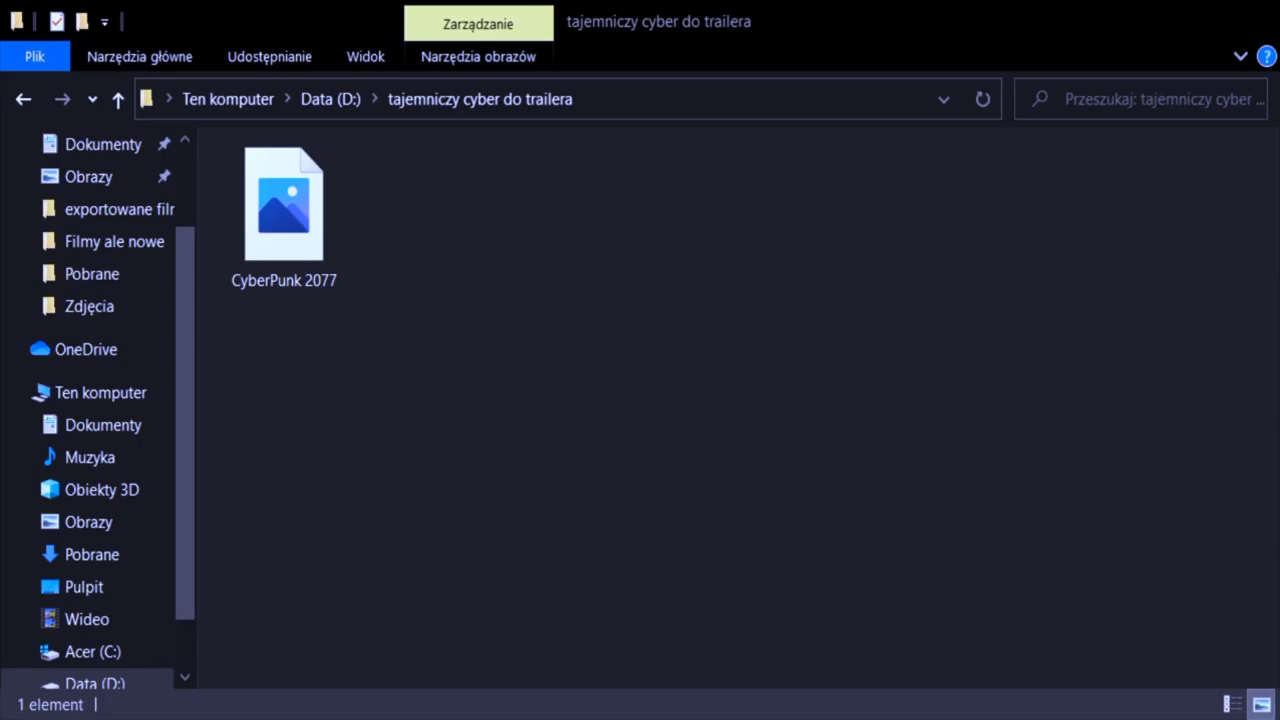 Zarządzanie
tajemniczy cyber do trailera
Plik
Narzędzia główne
Udostępnianie
Widok
Narzędzia obrazów
?
Ten komputer
Data (D:)
tajemniczy cyber do trailera
Przeszukaj: tajemniczy cyber ...
Dokumenty
Obrazy
exportowane filr
Filmy ale nowe
Pobrane
Zdjęcia
OneDrive
Ten komputer
Dokumenty
Muzyka
Obiekty 3D
Obrazy
Pobrane
Pulpit
Wideo
Acer (C:)
Data (D:)
CyberPunk 2077
1 element